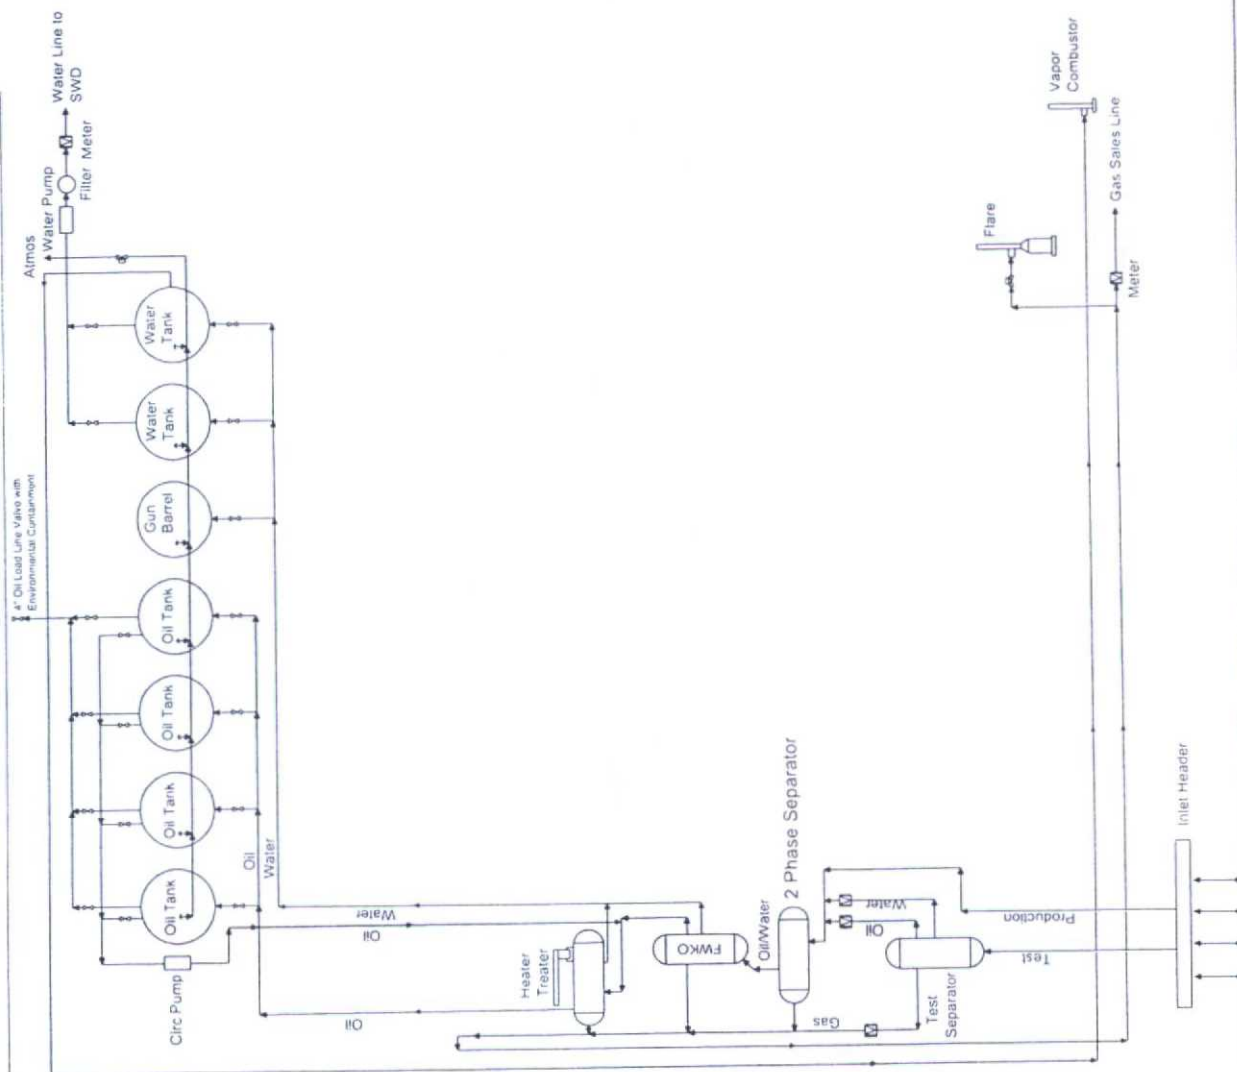 Water Line to
SWD
Meter
Filter
Water Pump
Atmos
4" Oil Load Line Valve with
Environmental Containment
Water
Tank
Water
Tank
Gun
Barrel
Oil Tank
Oil Tank
Oil Tank
Oil Tank
Circ Pump
Oil
Water
Water
Oil
Oil
Heater
Treater
FWKO
Oil/Water
2 Phase Separator
Gas
Oil
Water
Test
Separator
Production
Test
Inlet Header
Flare
Vapor
Combustor
Gas Sales Line
Meter